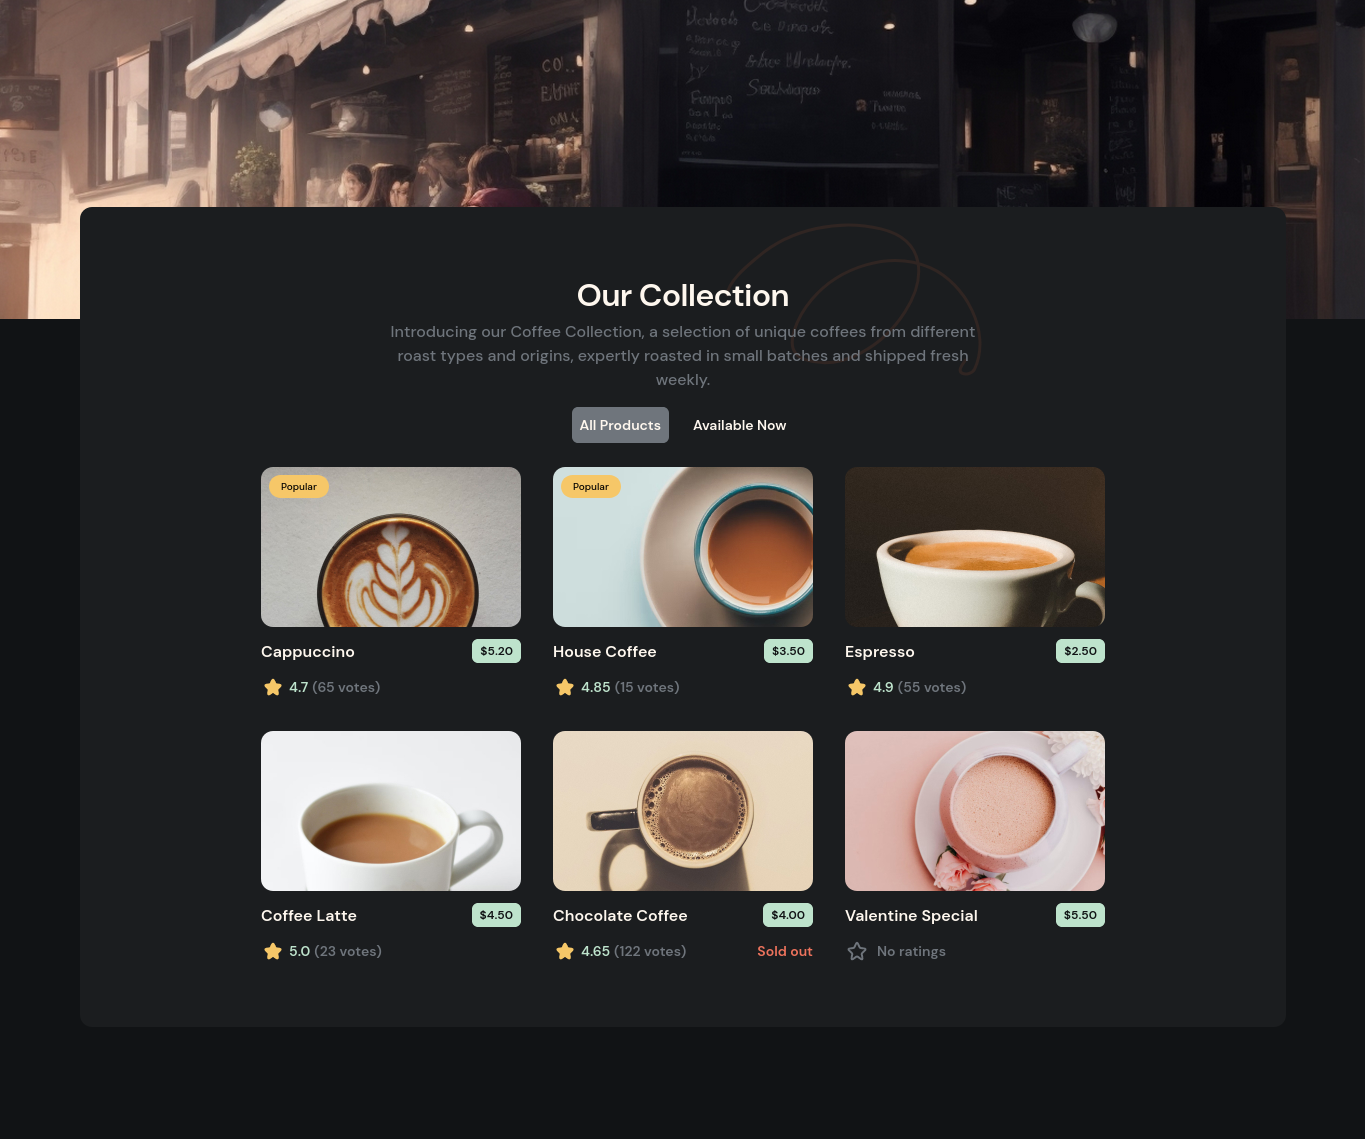 Our Collection
Introducing our Coffee Collection, a selection of unique coffees from different
roast types and origins, expertly roasted in small batches and shipped fresh
weekly.
All Products
Available Now
Popular
Popular
Cappuccino
$5.20
House Coffee
$3.50
Espresso
$2.50
4.7 (65 votes)
4.85 (15 votes)
4.9 (55 votes)
Coffee Latte
$4.50
Chocolate Coffee
$4.00
Valentine Special
$5.50
5.0 (23 votes)
4.65 (122 votes)
Sold out
No ratings